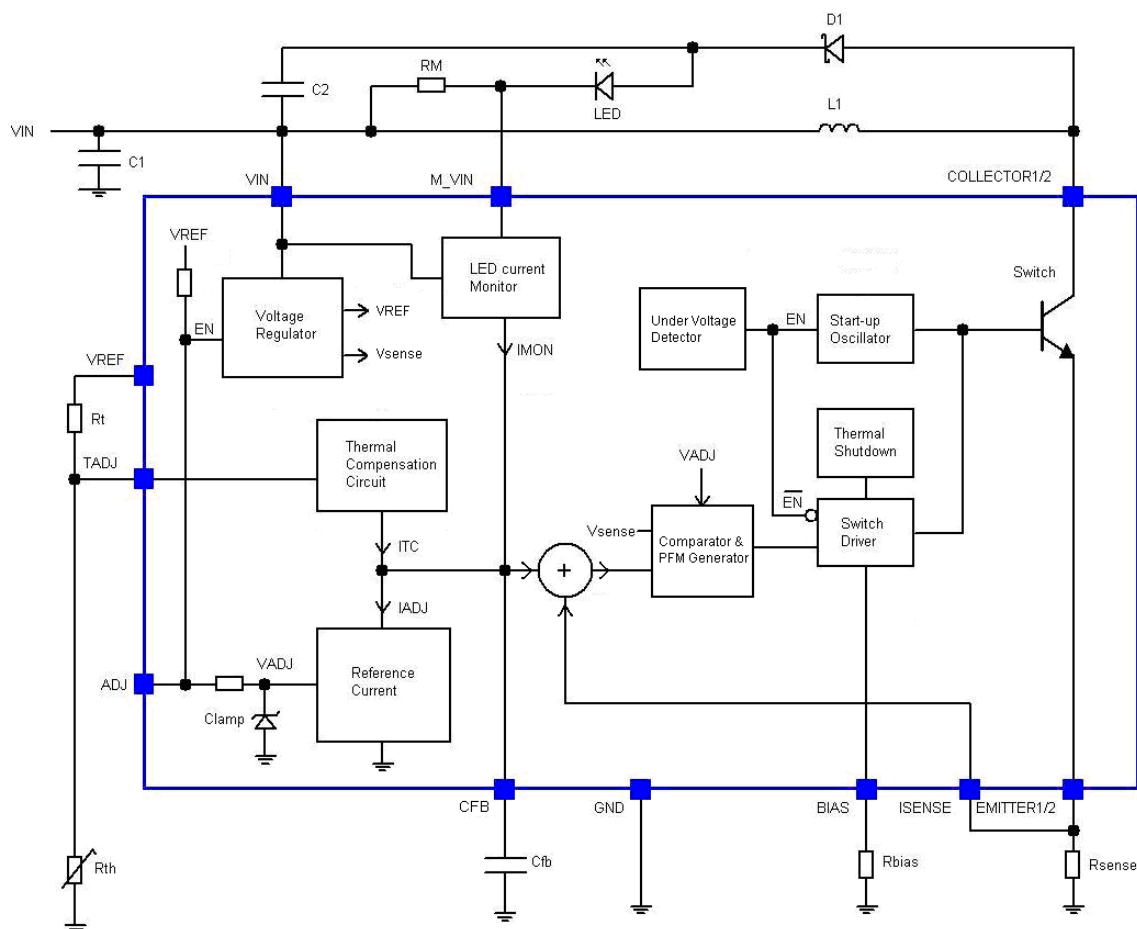 D1
RM
C2
LED
L1
VIN
C1
VIN
M_VIN
COLLECTOR1/2
VREF
LED current
Monitor
Switch
Voltage
Regulator
EN
VREF
Vsense
IMON
Under Voltage
Detector
EN
Start-up
Oscillator
VREF
Rt
TADJ
Thermal
Compensation
Circuit
Thermal
Shutdown
VADJ
EN
Vsense
Comparator &
PFM Generator
Switch
Driver
ITC
+
IADJ
ADJ
VADJ
Reference
Current
Clamp
CFB
GND
BIAS
ISENSE
EMITTER1/2
Rth
Cfb
Rbias
Rsense